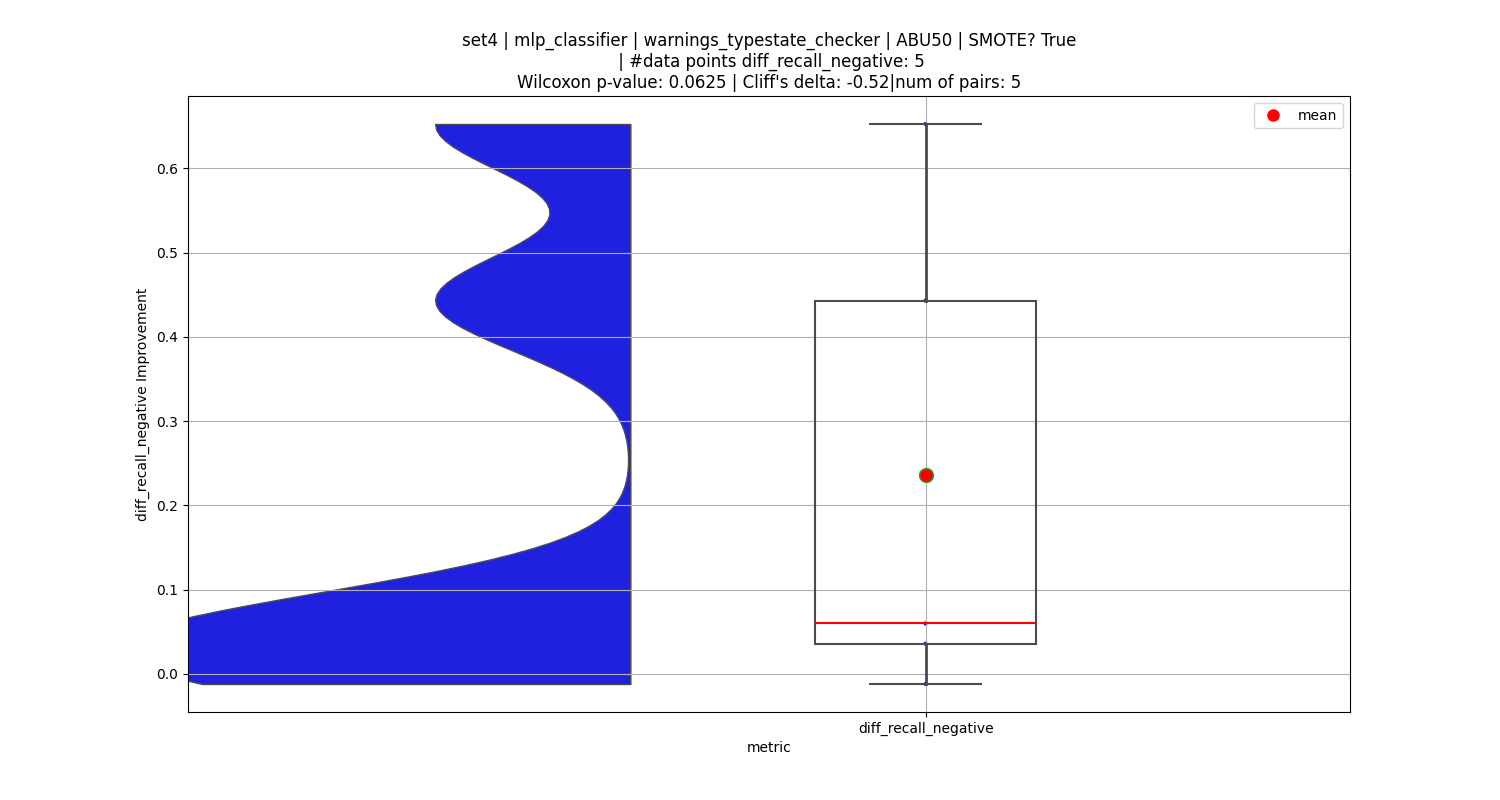 set4 | mlp_classifier | warnings_typestate_checker | ABU50 | SMOTE? True
| #data points diff_recall_negative: 5
Wilcoxon p-value: 0.0625 | Cliff's delta: -0.52|num of pairs: 5
mean
0.6
0.5
0.4
0.3
0.2
0.1
0.0
diff_recall_negative Improvement
diff_recall_negative
metric